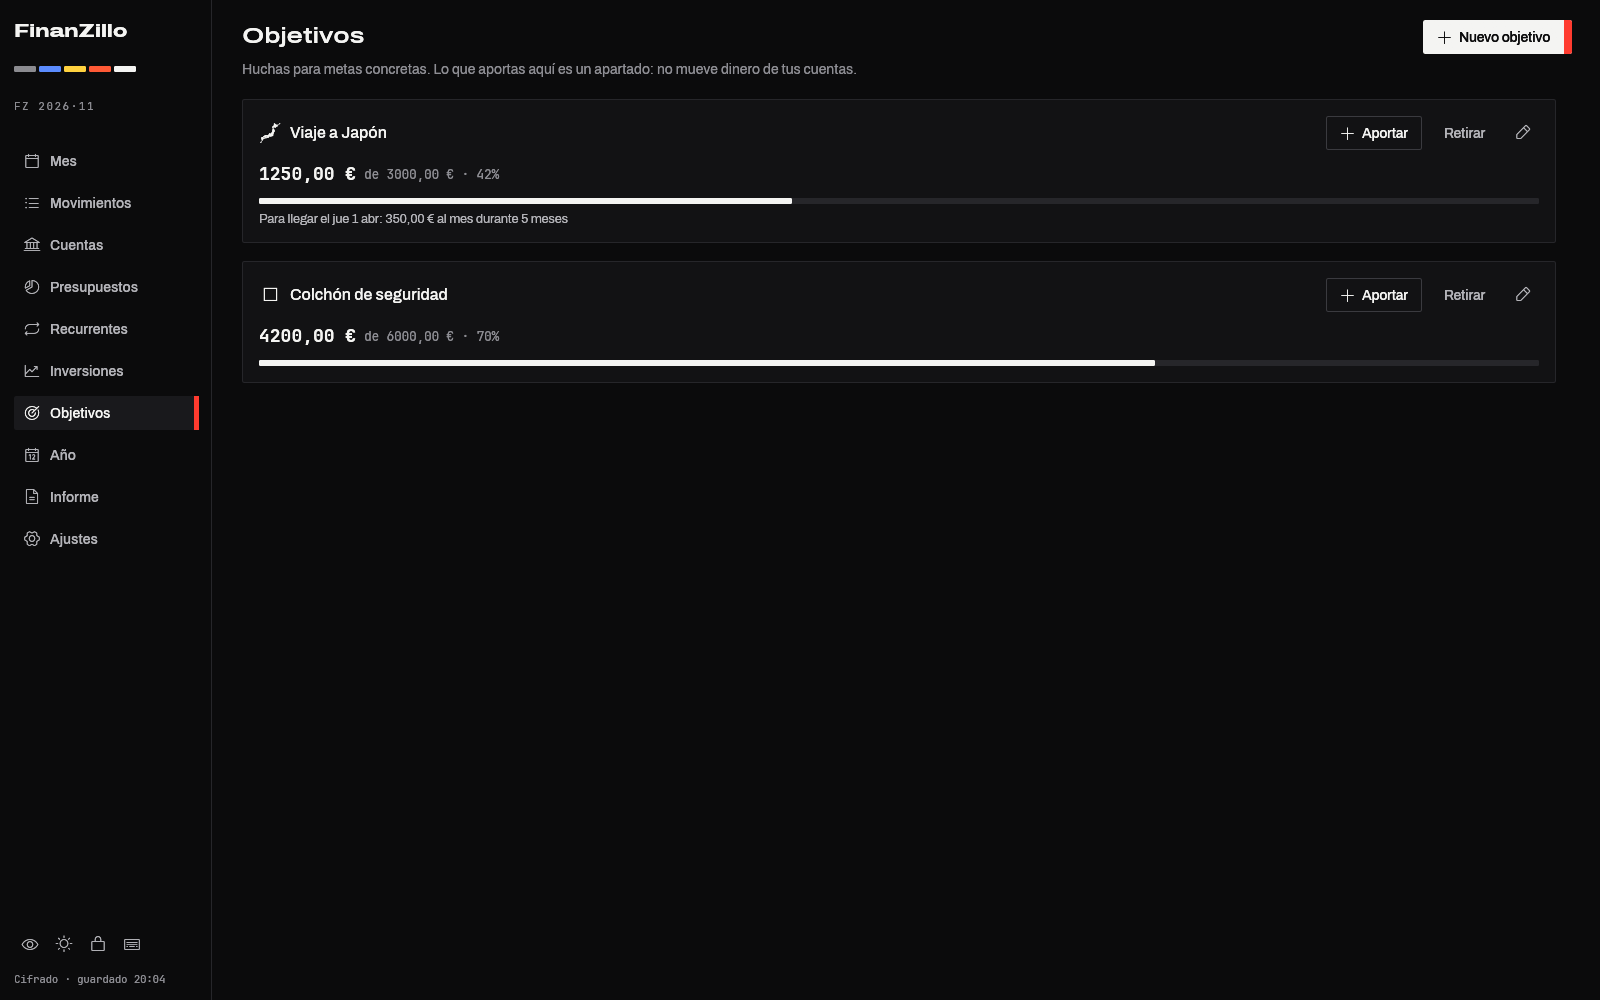 FinanZillo
FZ 2026·11
Mes
Movimientos
Cuentas
Presupuestos
Recurrentes
Inversiones
Objetivos
Año
Informe
Ajustes
Cifrado · guardado 20:04
Objetivos
Nuevo objetivo
Huchas para metas concretas. Lo que aportas aquí es un apartado: no mueve dinero de tus cuentas.
Viaje a Japón
Aportar
Retirar
1250,00 € de 3000,00 € · 42%
Para llegar el jue 1 abr: 350,00 € al mes durante 5 meses
Colchón de seguridad
Aportar
Retirar
4200,00 € de 6000,00 € · 70%